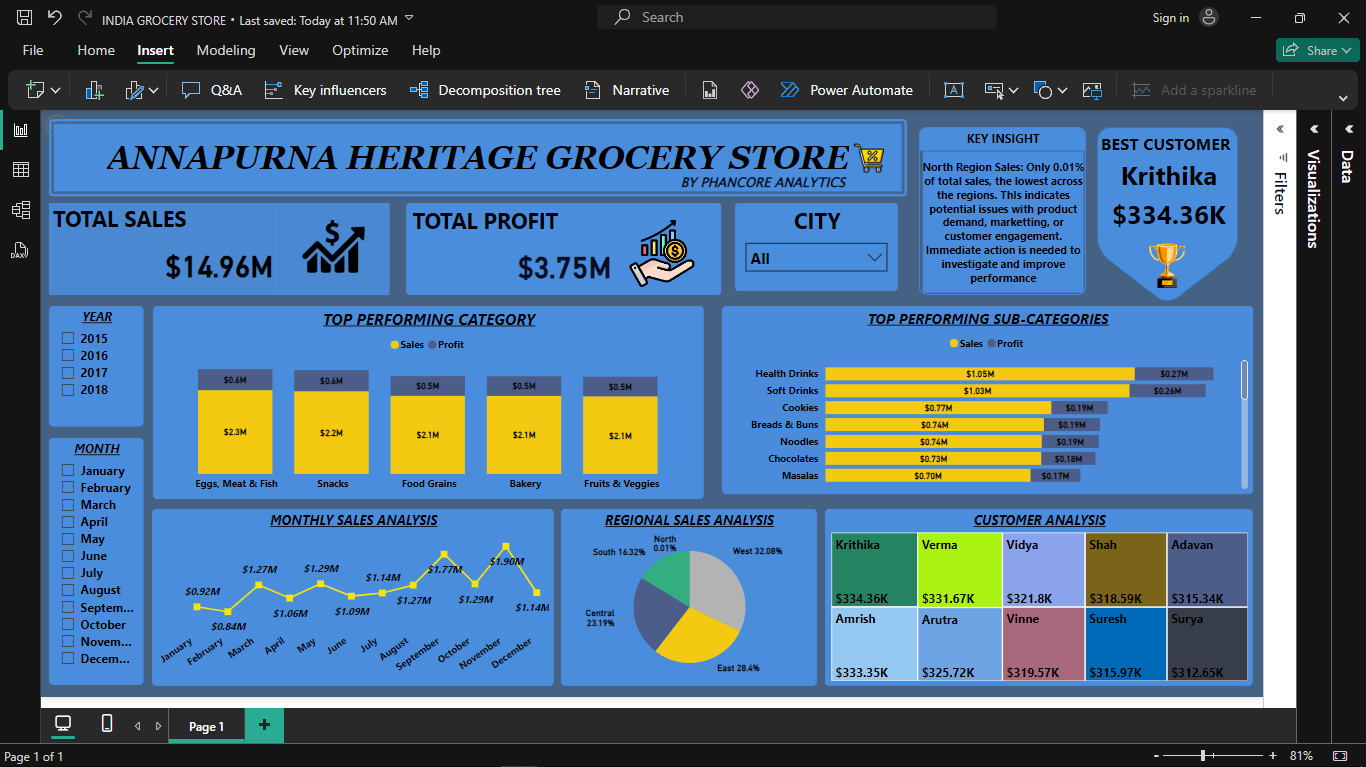 INDIA GROCERY STORE • Last saved: Today at 11:50 AM
Search
Sign in
File
Home
Insert
Modeling
View
Optimize
Help
Share
Q&A
Key influencers
Decomposition tree
Narrative
Power Automate
Add a sparkline
ANNAPURNA HERITAGE GROCERY STORE
BY PHANCORE ANALYTICS
KEY INSIGHT
North Region Sales: Only 0.01%
of total sales, the lowest across
the regions. This indicates
potential issues with product
demand, marketting, or
customer engagement.
Immediate action is needed to
investigate and improve
performance
BEST CUSTOMER
Krithika
$334.36K
TOTAL SALES
$14.96M
TOTAL PROFIT
$3.75M
CITY
All
Filters
Visualizations
Data
YEAR
2015
2016
2017
2018
MONTH
January
February
March
April
May
June
July
August
Septem...
October
Novem...
Decem...
TOP PERFORMING CATEGORY
Sales Profit
$0.6M
$0.6M
$0.5M
$0.5M
$0.5M
$2.3M
$2.2M
$2.1M
$2.1M
$2.1M
Eggs, Meat & Fish
Snacks
Food Grains
Bakery
Fruits & Veggies
TOP PERFORMING SUB-CATEGORIES
Sales Profit
Health Drinks $1.05M $0.27M
Soft Drinks $1.03M $0.26M
Cookies $0.77M $0.19M
Breads & Buns $0.74M $0.19M
Noodles $0.74M $0.19M
Chocolates $0.73M $0.18M
Masalas $0.70M $0.17M
MONTHLY SALES ANALYSIS
$0.92M
$0.84M
$1.27M
$1.06M
$1.29M
$1.09M
$1.14M
$1.27M
$1.77M
$1.29M
$1.90M
$1.14M
January
February
March
April
May
June
July
August
September
October
November
December
REGIONAL SALES ANALYSIS
North
0.01%
South 16.32%
West 32.08%
Central
23.19%
East 28.4%
CUSTOMER ANALYSIS
Krithika
$334.36K
Verma
$331.67K
Vidya
$321.8K
Shah
$318.59K
Adavan
$315.34K
Amrish
$333.35K
Arutra
$325.72K
Vinne
$319.57K
Suresh
$315.97K
Surya
$312.65K
Page 1
Page 1 of 1
81%